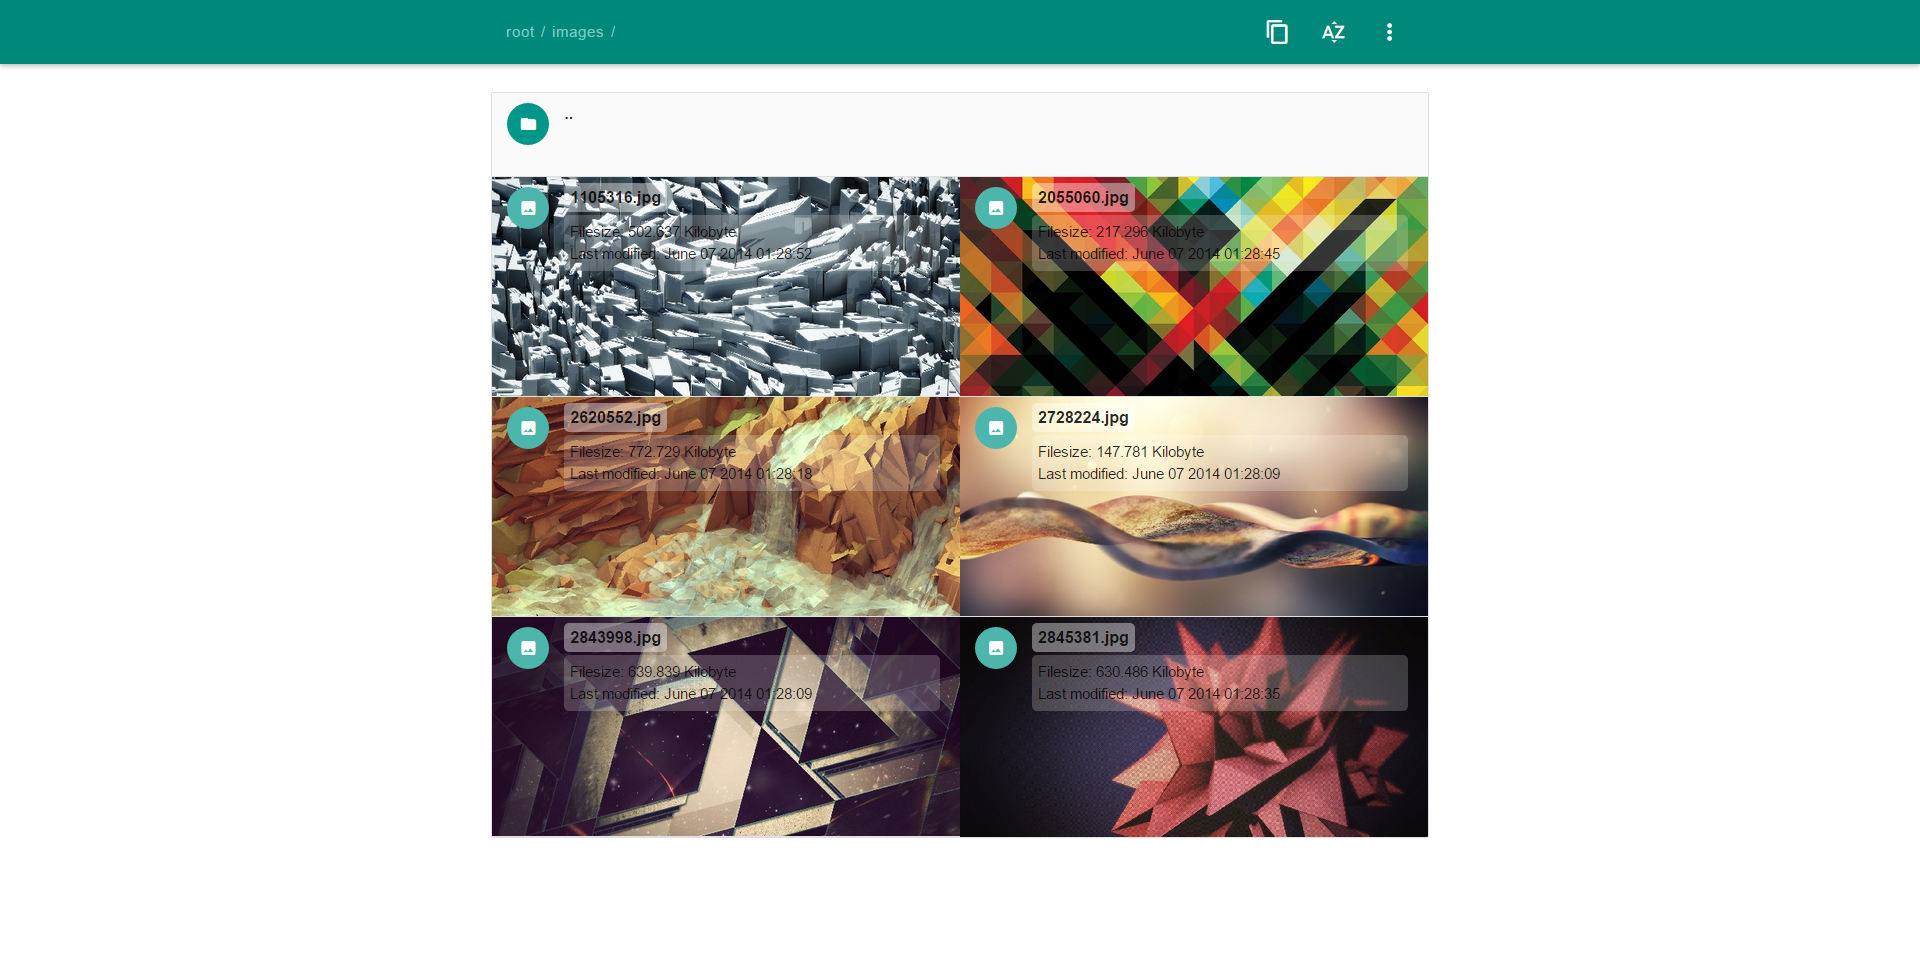 root / images /
AZ
..
1105316.jpg
Filesize: 502.637 Kilobyte
Last modified: June 07 2014 01:28:52
2055060.jpg
Filesize: 217.296 Kilobyte
Last modified: June 07 2014 01:28:45
2620552.jpg
Filesize: 772.729 Kilobyte
Last modified: June 07 2014 01:28:18
2728224.jpg
Filesize: 147.781 Kilobyte
Last modified: June 07 2014 01:28:09
2843998.jpg
Filesize: 639.839 Kilobyte
Last modified: June 07 2014 01:28:09
2845381.jpg
Filesize: 630.486 Kilobyte
Last modified: June 07 2014 01:28:35